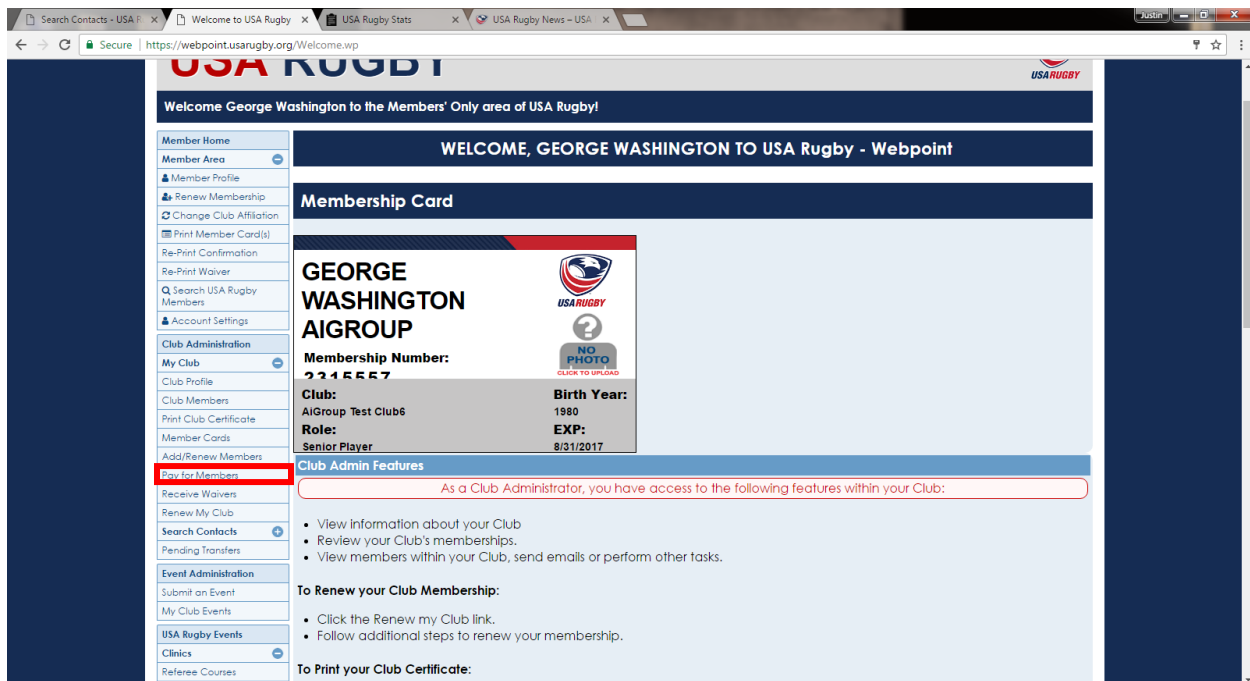 Search Contacts - USA R
Welcome to USA Rugby
USA Rugby Stats
USA Rugby News – USA
Justin
Secure
https://webpoint.usarugby.org/Welcome.wp
USA RUGBY
USARUGBY
Welcome George Washington to the Members' Only area of USA Rugby!
Member Home
Member Area
Member Profile
Renew Membership
Change Club Affiliation
Print Member Card(s)
Re-Print Confirmation
Re-Print Waiver
Search USA Rugby
Members
Account Settings
Club Administration
My Club
Club Profile
Club Members
Print Club Certificate
Member Cards
Add/Renew Members
Pay for Members
Receive Waivers
Renew My Club
Search Contacts
Pending Transfers
Event Administration
Submit an Event
My Club Events
USA Rugby Events
Clinics
Referee Courses
WELCOME, GEORGE WASHINGTON TO USA Rugby - Webpoint
Membership Card
GEORGE
WASHINGTON
AIGROUP
USARUGBY
?
NO
PHOTO
CLICK TO UPLOAD
Membership Number:
2315557
Club:
AiGroup Test Club6
Role:
Senior Player
Birth Year:
1980
EXP:
8/31/2017
Club Admin Features
As a Club Administrator, you have access to the following features within your Club:
• View information about your Club
• Review your Club's memberships.
• View members within your Club, send emails or perform other tasks.
To Renew your Club Membership:
• Click the Renew my Club link.
• Follow additional steps to renew your membership.
To Print your Club Certificate: